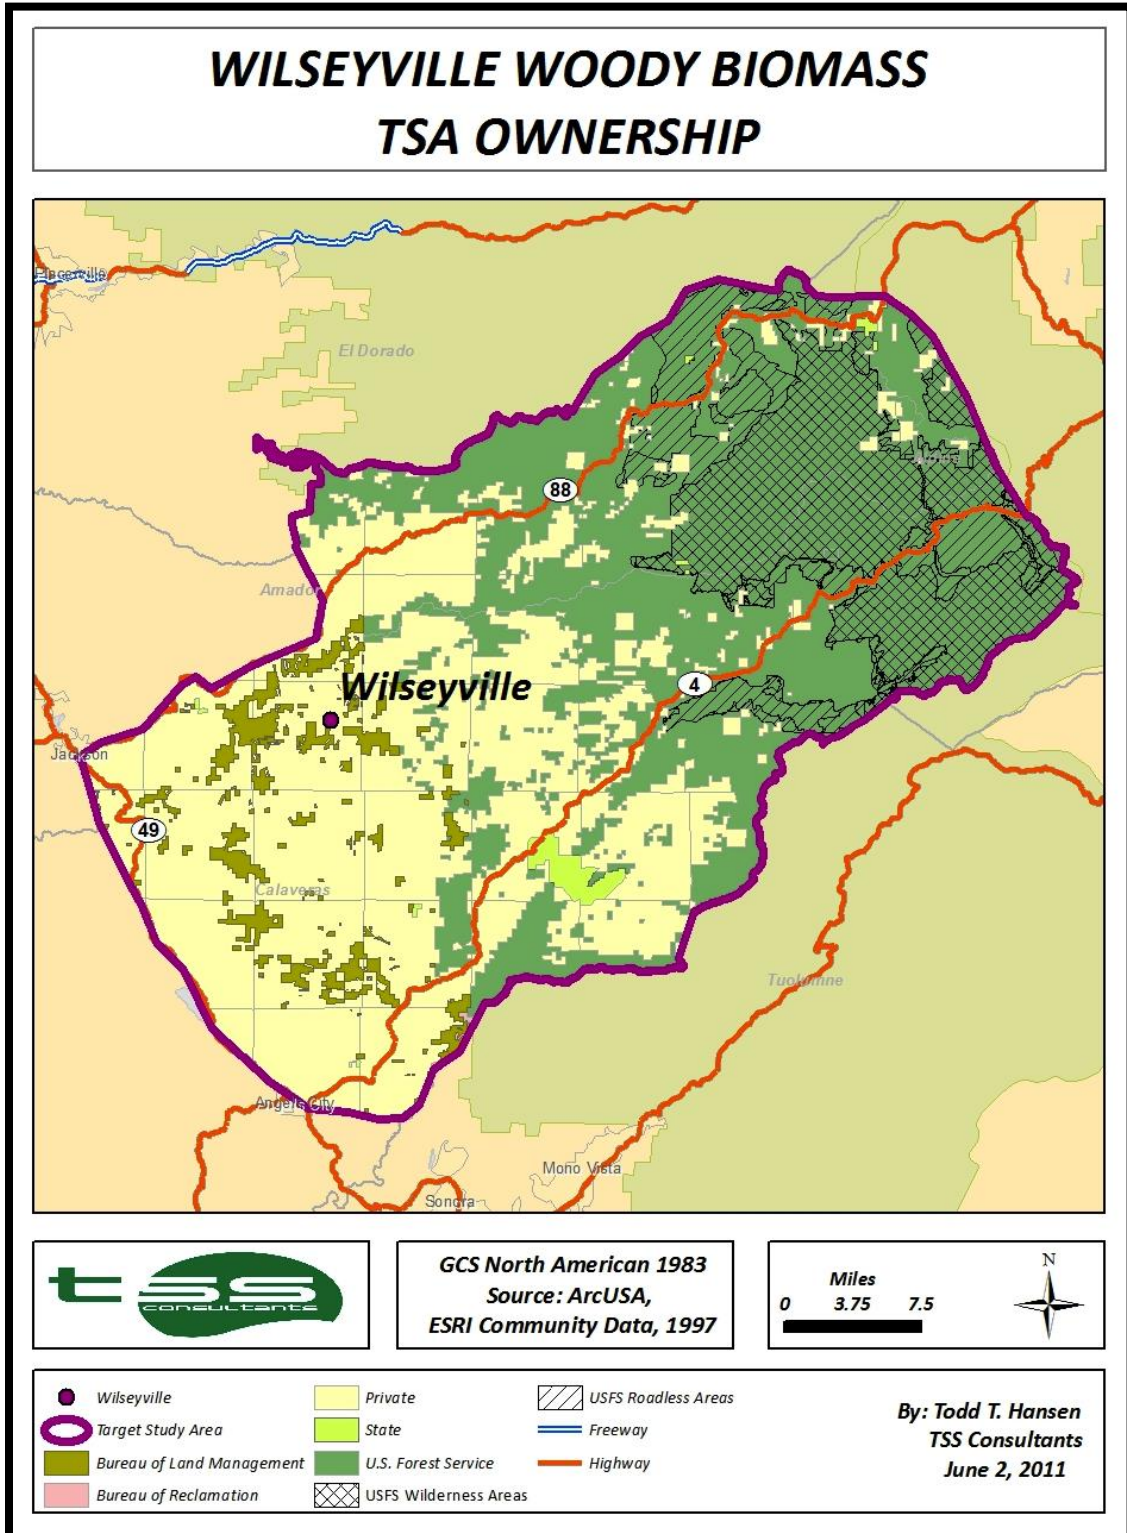 WILSEYVILLE WOODY BIOMASS
TSA OWNERSHIP
Placerville
El Dorado
Alpine
88
Amador
Wilseyville
4
Jackson
49
Calaveras
Tuolumne
Angels City
Mono Vista
Sonora
tss
consultants
GCS North American 1983
Source: ArcUSA,
ESRI Community Data, 1997
Miles
0 3.75 7.5
N
Wilseyville
Target Study Area
Bureau of Land Management
Bureau of Reclamation
Private
State
U.S. Forest Service
USFS Wilderness Areas
USFS Roadless Areas
Freeway
Highway
By: Todd T. Hansen
TSS Consultants
June 2, 2011